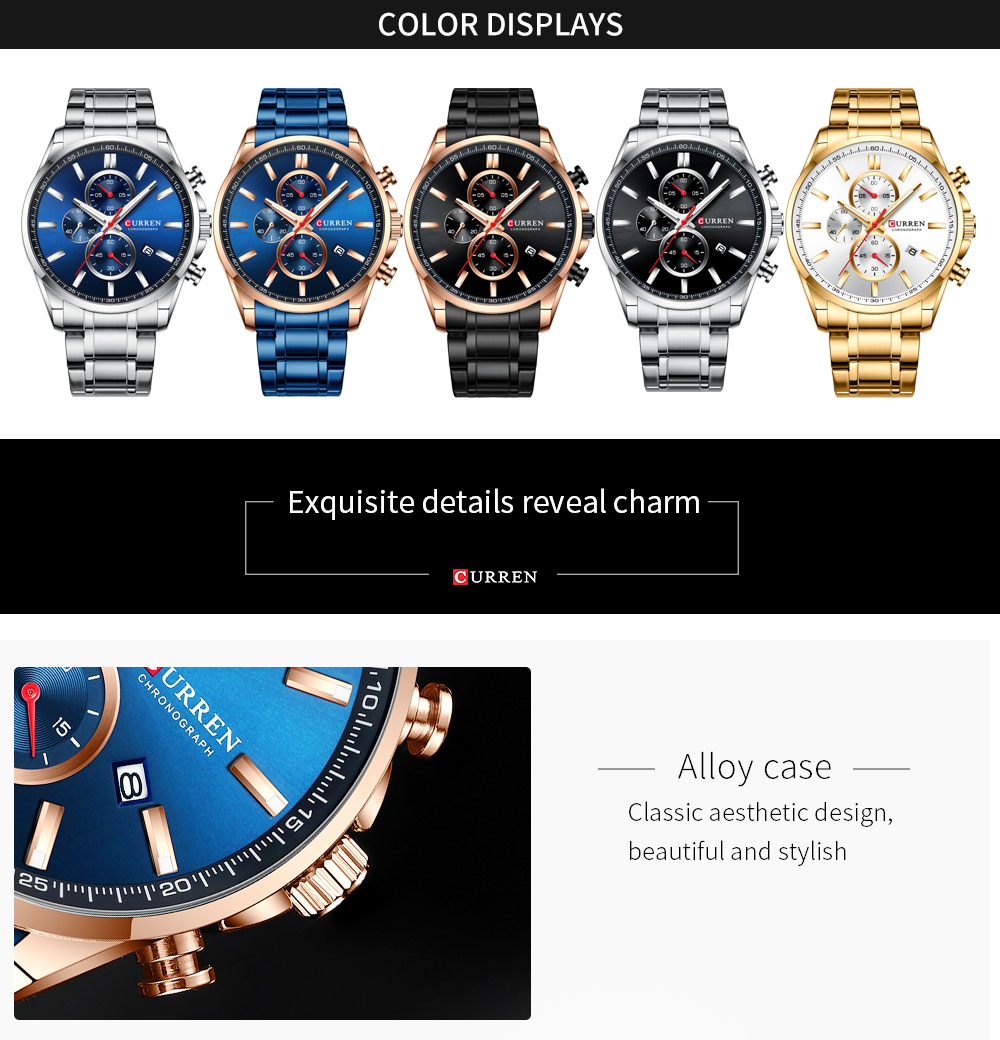 COLOR DISPLAYS
CURREN
CHRONOGRAPH
CURREN
CHRONOGRAPH
CURREN
CHRONOGRAPH
CURREN
CHRONOGRAPH
CURREN
CHRONOGRAPH
Exquisite details reveal charm
CURREN
CURREN
CHRONOGRAPH
10
15
15
20
25
Alloy case
Classic aesthetic design,
beautiful and stylish